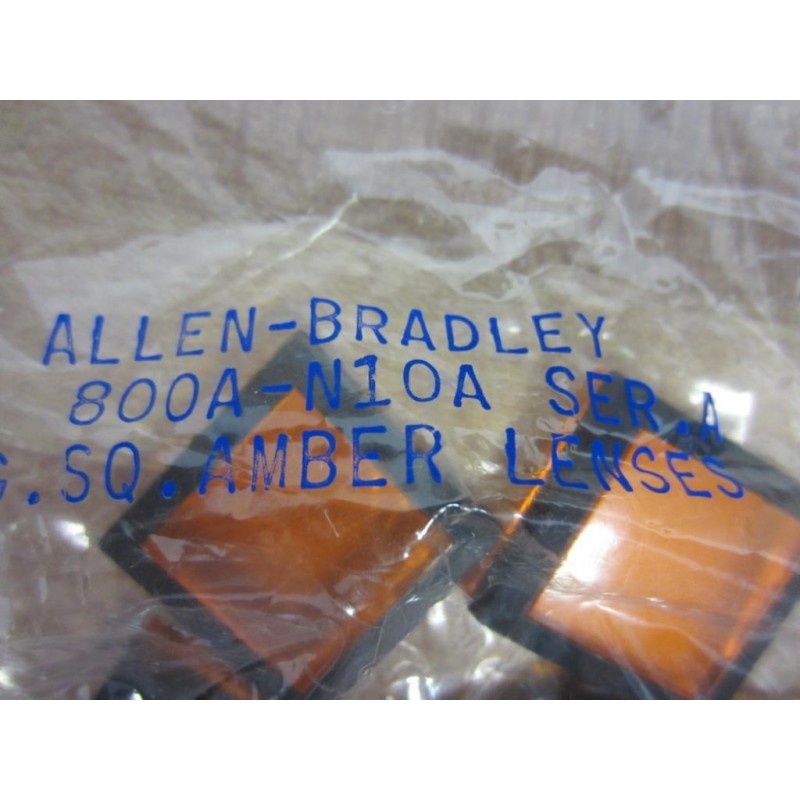 ALLEN-BRADLEY
800A-N10A SER.A
.SQ.AMBER LENSES